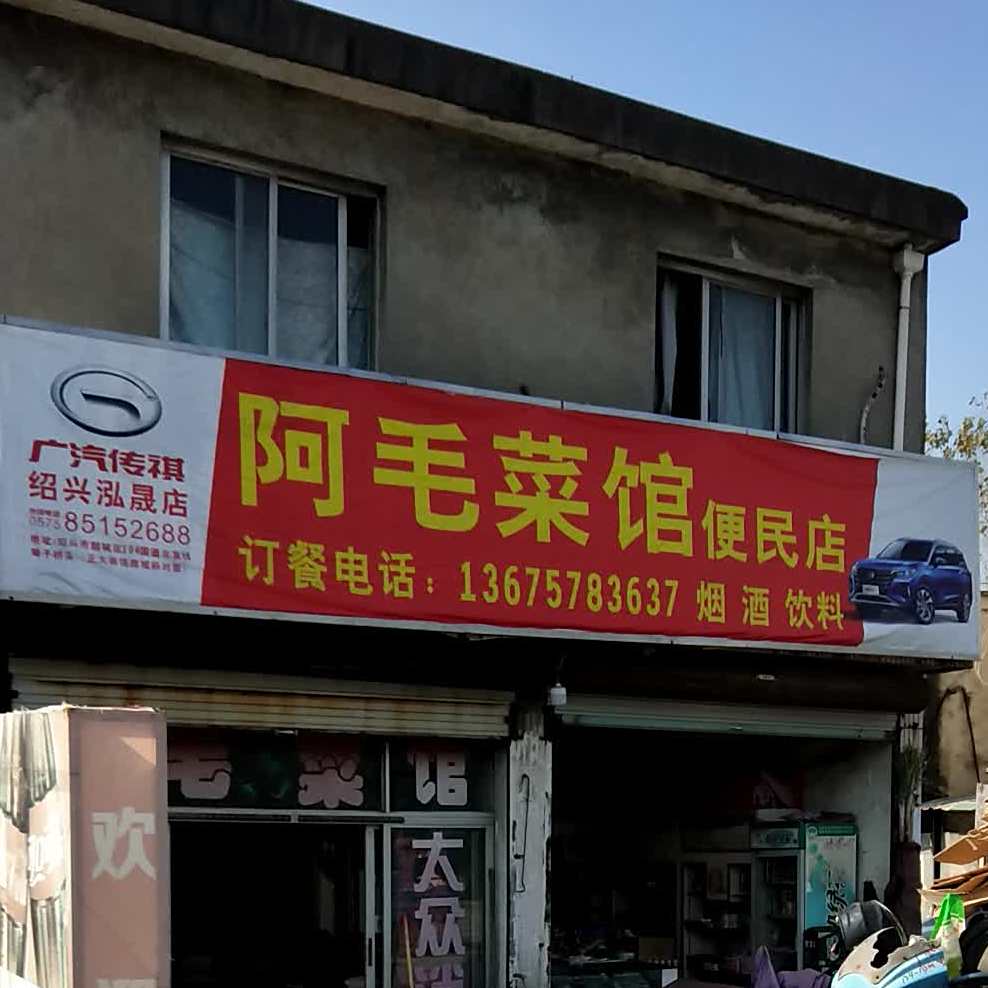 广汽传祺
绍兴泓晟店
0575 85152688
阿毛菜馆 便民店
订餐电话：13675783637 烟 酒 饮料
毛 菜 馆
太众
欢